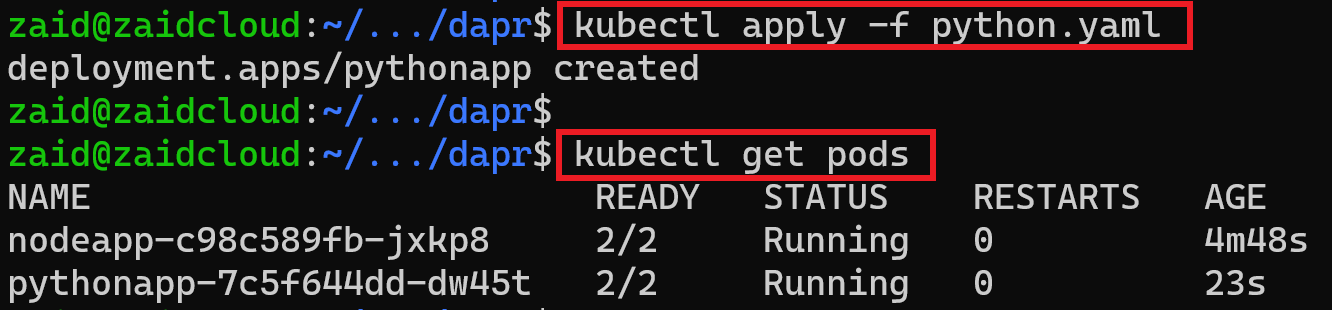 zaid@zaidcloud:~/.../dapr$ kubectl apply -f python.yaml
deployment.apps/pythonapp created
zaid@zaidcloud:~/.../dapr$
zaid@zaidcloud:~/.../dapr$ kubectl get pods
NAME READY STATUS RESTARTS AGE
nodeapp-c98c589fb-jxkp8 2/2 Running 0 4m48s
pythonapp-7c5f644dd-dw45t 2/2 Running 0 23s